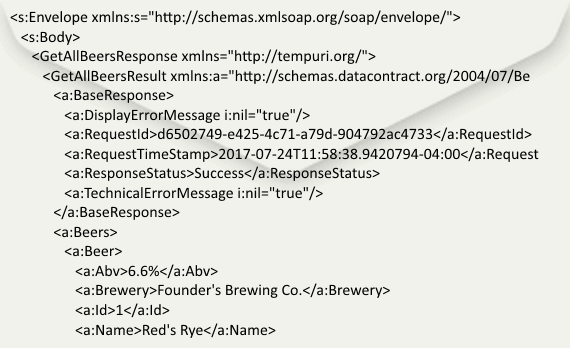 <s:Envelope xmlns:s="http://schemas.xmlsoap.org/soap/envelope/">
<s:Body>
<GetAllBeersResponse xmlns="http://tempuri.org/">
<GetAllBeersResult xmlns:a="http://schemas.datacontract.org/2004/07/Be
<a:BaseResponse>
<a:DisplayErrorMessage i:nil="true"/>
<a:RequestId>d6502749-e425-4c71-a79d-904792ac4733</a:RequestId>
<a:RequestTimeStamp>2017-07-24T11:58:38.9420794-04:00</a:Request
<a:ResponseStatus>Success</a:ResponseStatus>
<a:TechnicalErrorMessage i:nil="true"/>
</a:BaseResponse>
<a:Beers>
<a:Beer>
<a:Abv>6.6%</a:Abv>
<a:Brewery>Founder's Brewing Co.</a:Brewery>
<a:Id>1</a:Id>
<a:Name>Red's Rye</a:Name>